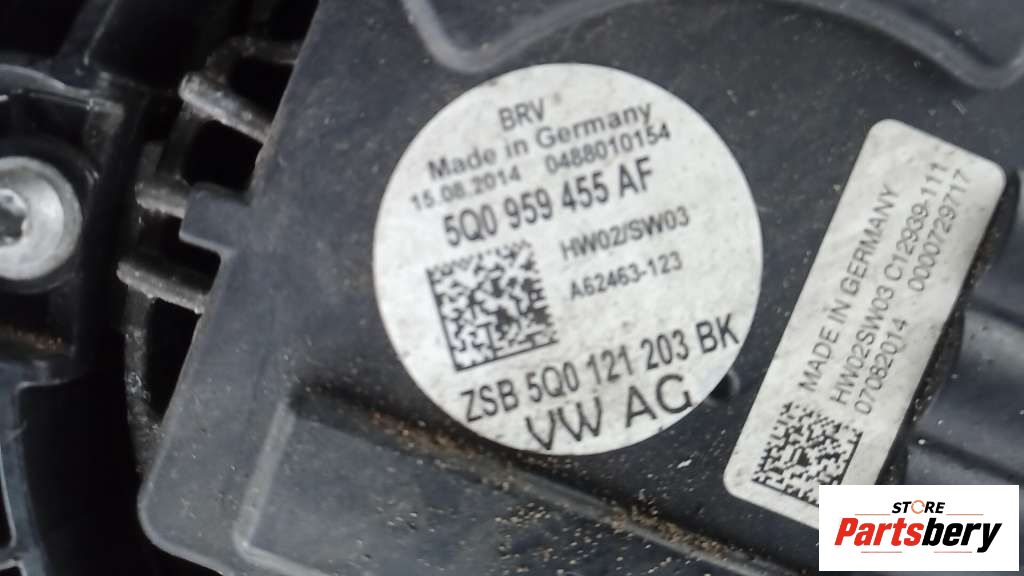 BRV
Made in Germany
15.08.2014 0488010154
5Q0 959 455 AF
HW02/SW03
A62463-123
ZSB 5Q0 121 203 BK
VW AG
MADE IN GERMANY
HW02SW03 C12939-111
07082014 0000729717
STORE
Partsbery